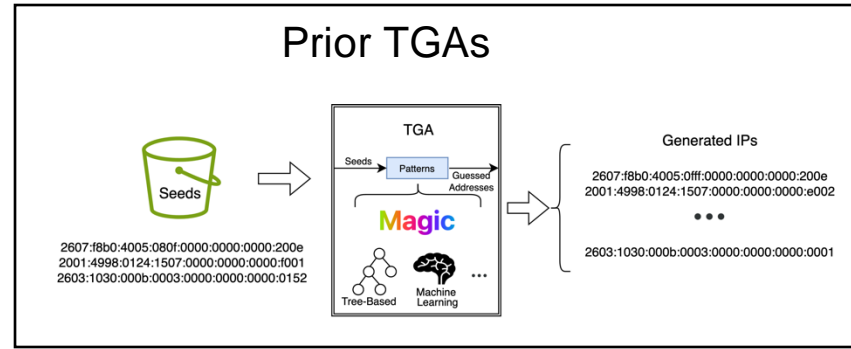 Prior TGAs
Seeds
2607:f8b0:4005:080f:0000:0000:0000:200e
2001:4998:0124:1507:0000:0000:0000:f001
2603:1030:000b:0003:0000:0000:0000:0152
TGA
Seeds
Patterns
Guessed
Addresses
Magic
Tree-Based
Machine
Learning
...
Generated IPs
2607:f8b0:4005:0fff:0000:0000:0000:200e
2001:4998:0124:1507:0000:0000:0000:e002
...
2603:1030:000b:0003:0000:0000:0000:0001